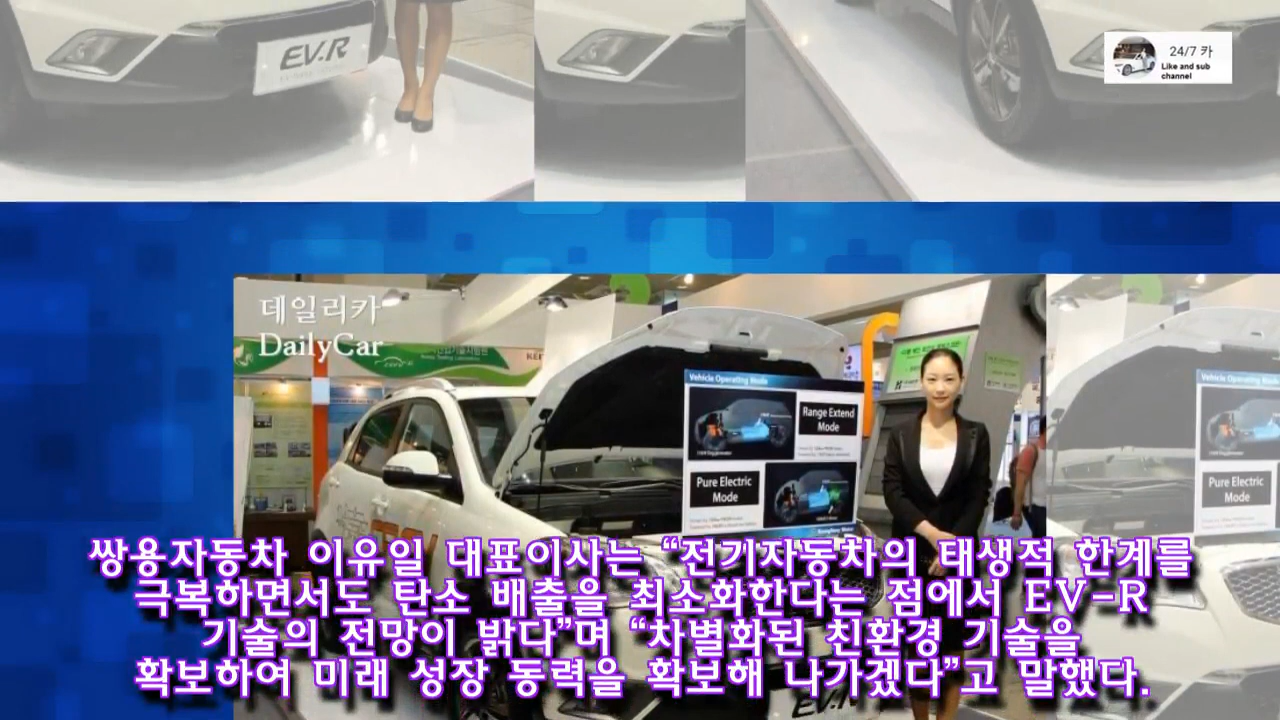 EV.R
24/7 카
Like and sub
channel
데일리카
DailyCar
Vehicle Operating Mode
Range Extend
Mode
Pure Electric
Mode
Vehicle Operating Mode
Range Extend
Mode
Pure Electric
Mode
쌍용자동차 이유일 대표이사는 “전기자동차의 태생적 한계를
극복하면서도 탄소 배출을 최소화한다는 점에서 EV-R
기술의 전망이 밝다”며 “차별화된 친환경 기술을
확보하여 미래 성장 동력을 확보해 나가겠다”고 말했다.
EV.R